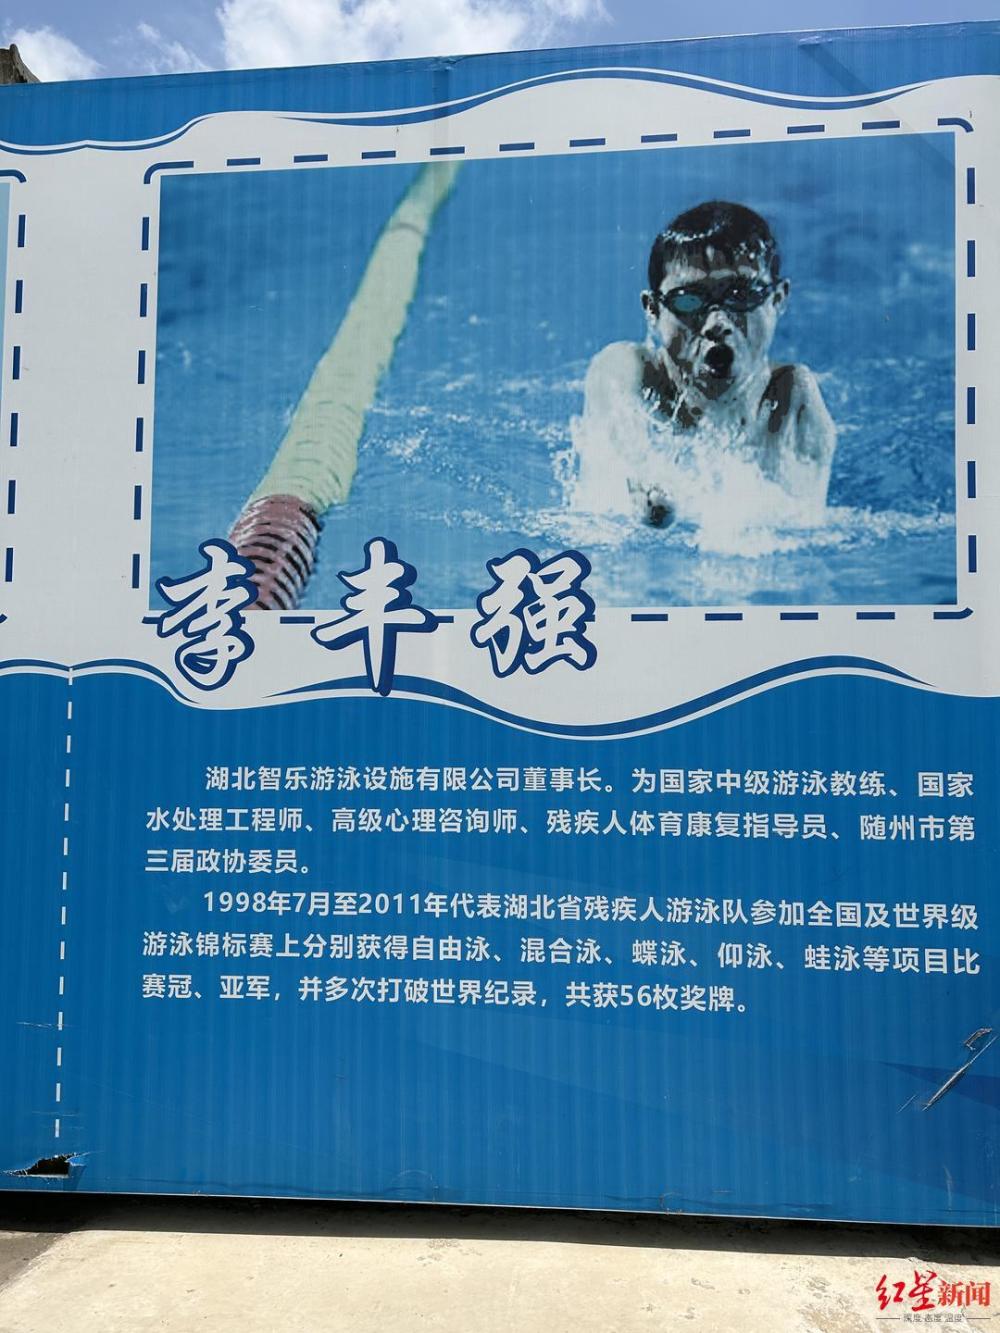 李丰强
湖北智乐游泳设施有限公司董事长。为国家中级游泳教练、国家
水处理工程师、高级心理咨询师、残疾人体育康复指导员、随州市第
三届政协委员。
1998年7月至2011年代表湖北省残疾人游泳队参加全国及世界级
游泳锦标赛上分别获得自由泳、混合泳、蝶泳、仰泳、蛙泳等项目比
赛冠、亚军，并多次打破世界纪录，共获56枚奖牌。
红星新闻
深度 态度 温度